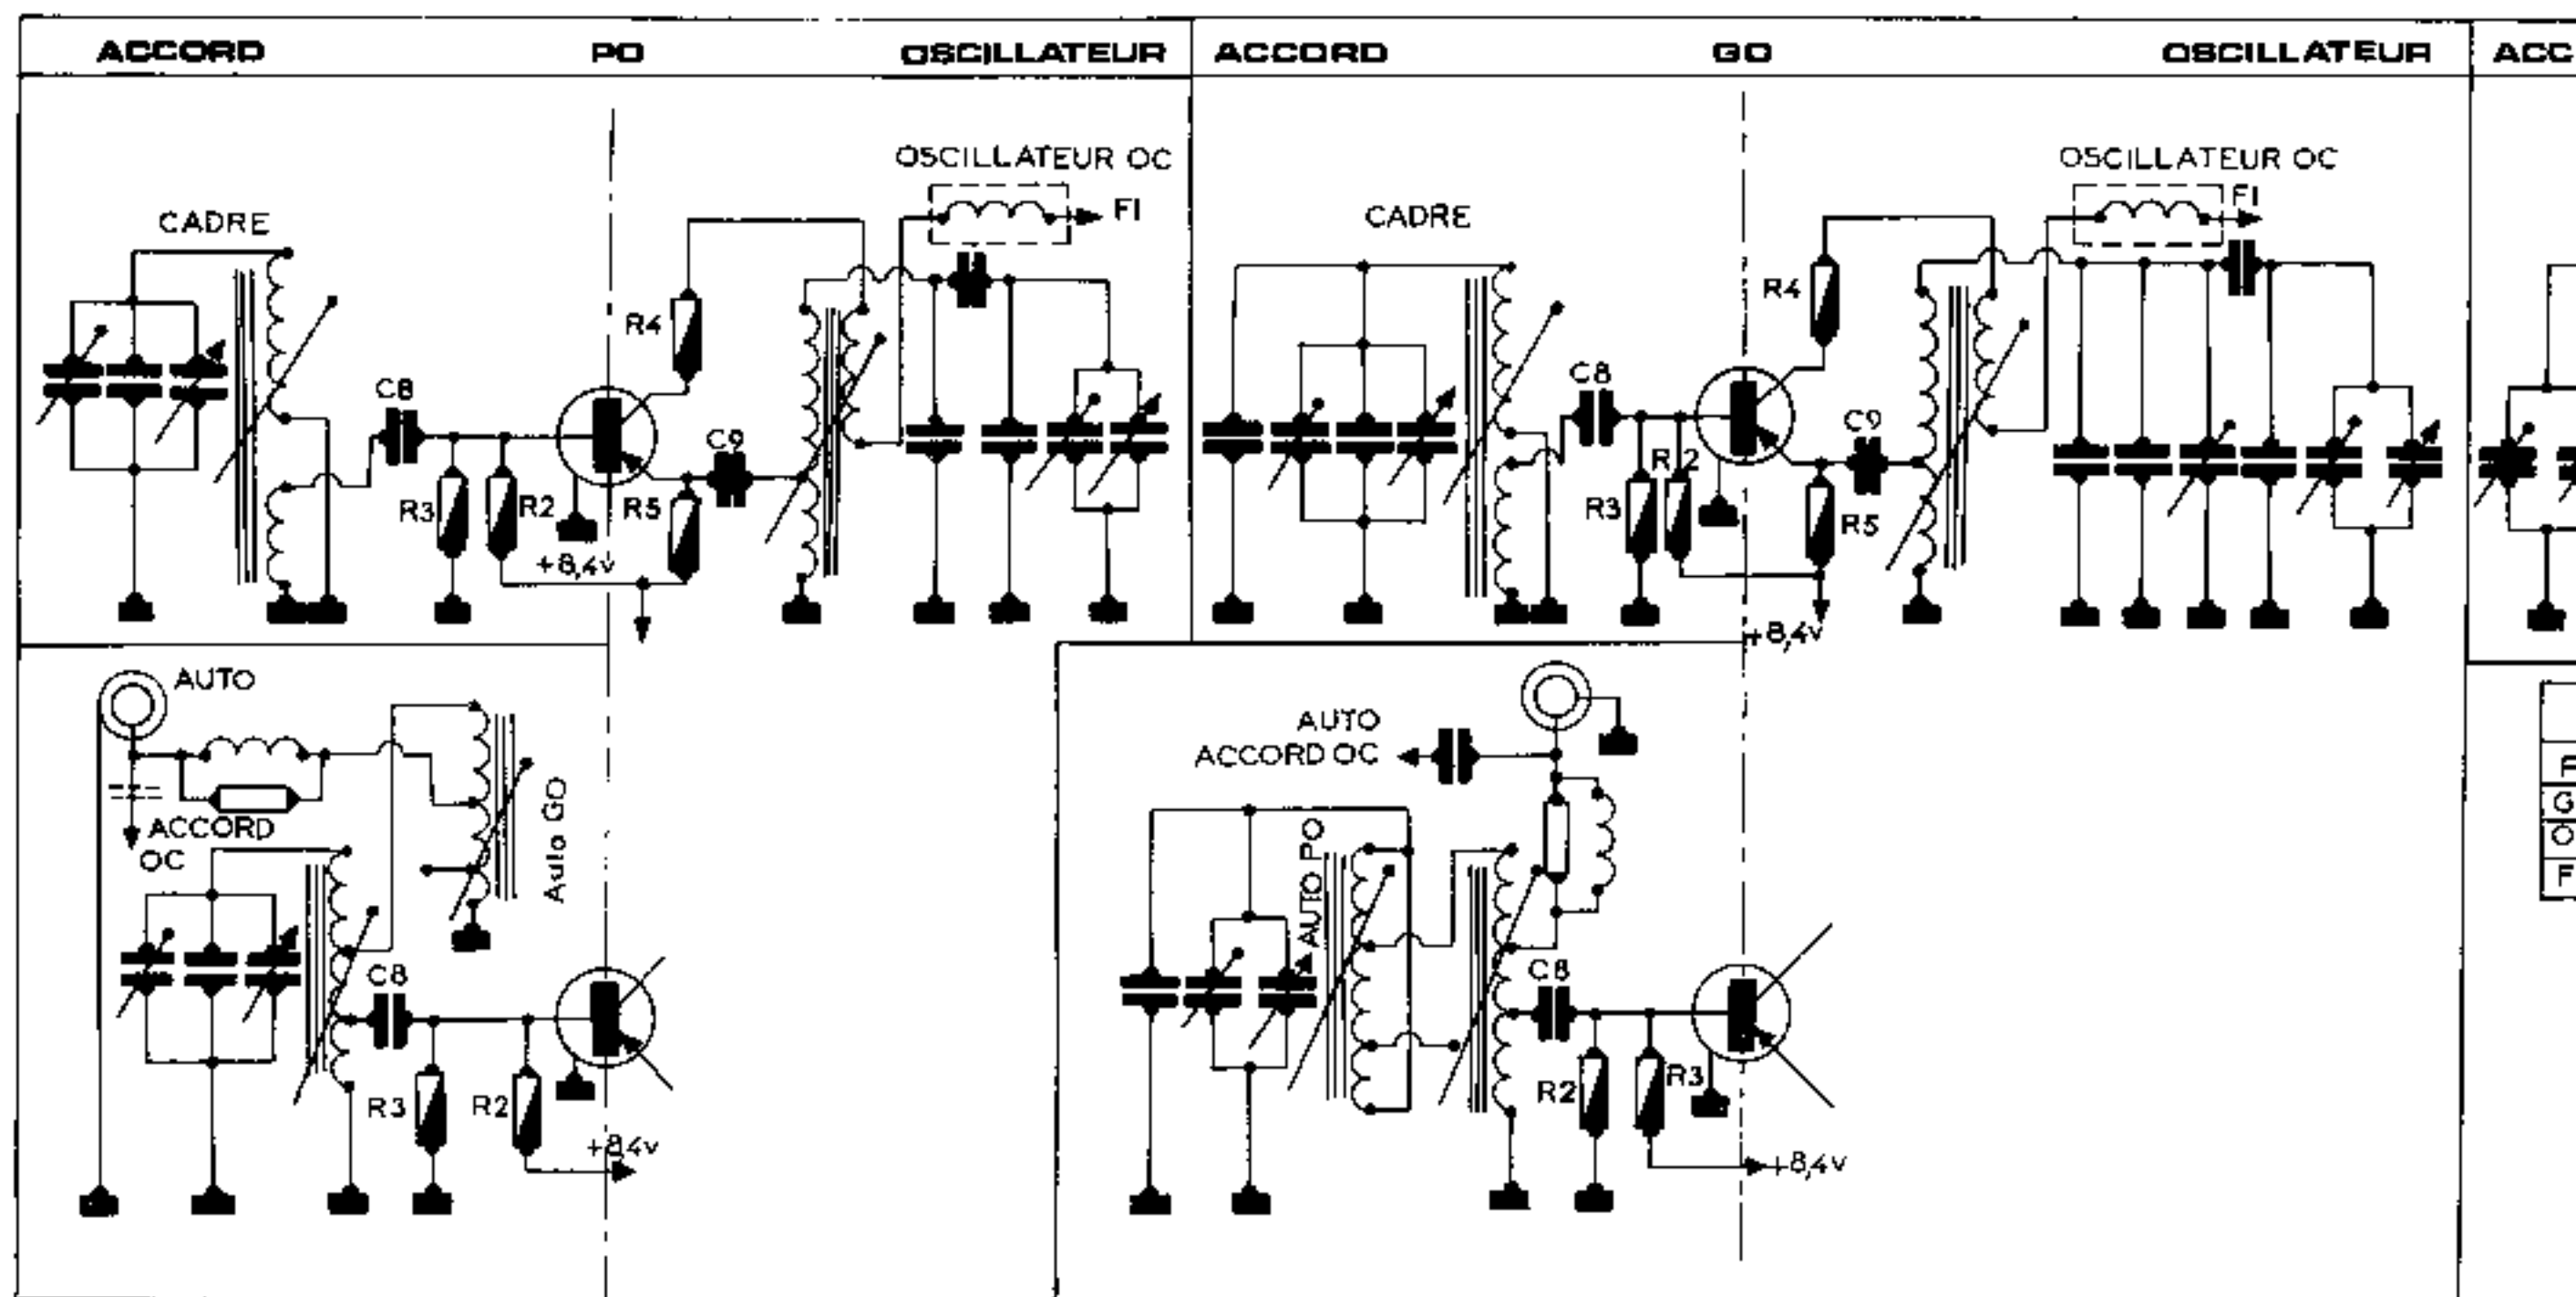 ACCORD PO OSCILLATEUR
ACCORD GO OSCILLATEUR
ACC
OSCILLATEUR OC
FI
CADRE
R4
C8
C9
R3
R2
R5
+8,4v
OSCILLATEUR OC
FI
CADRE
R4
C8
C9
R2
R3
R5
+8,4v
AUTO
ACCORD
OC
Auto GO
C8
R3
R2
+8,4v
AUTO
ACCORD OC
AUTO PO
C8
R2
R3
+8,4v
G
O
F